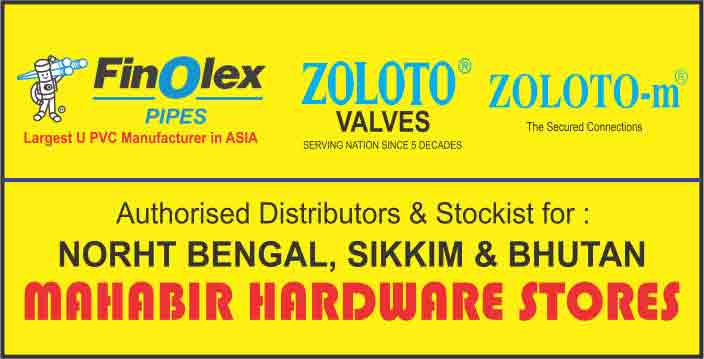 FinOlex
PIPES
Largest U PVC Manufacturer in ASIA
ZOLOTO®
VALVES
SERVING NATION SINCE 5 DECADES
ZOLOTO-m®
The Secured Connections
Authorised Distributors & Stockist for :
NORHT BENGAL, SIKKIM & BHUTAN
MAHABIR HARDWARE STORES